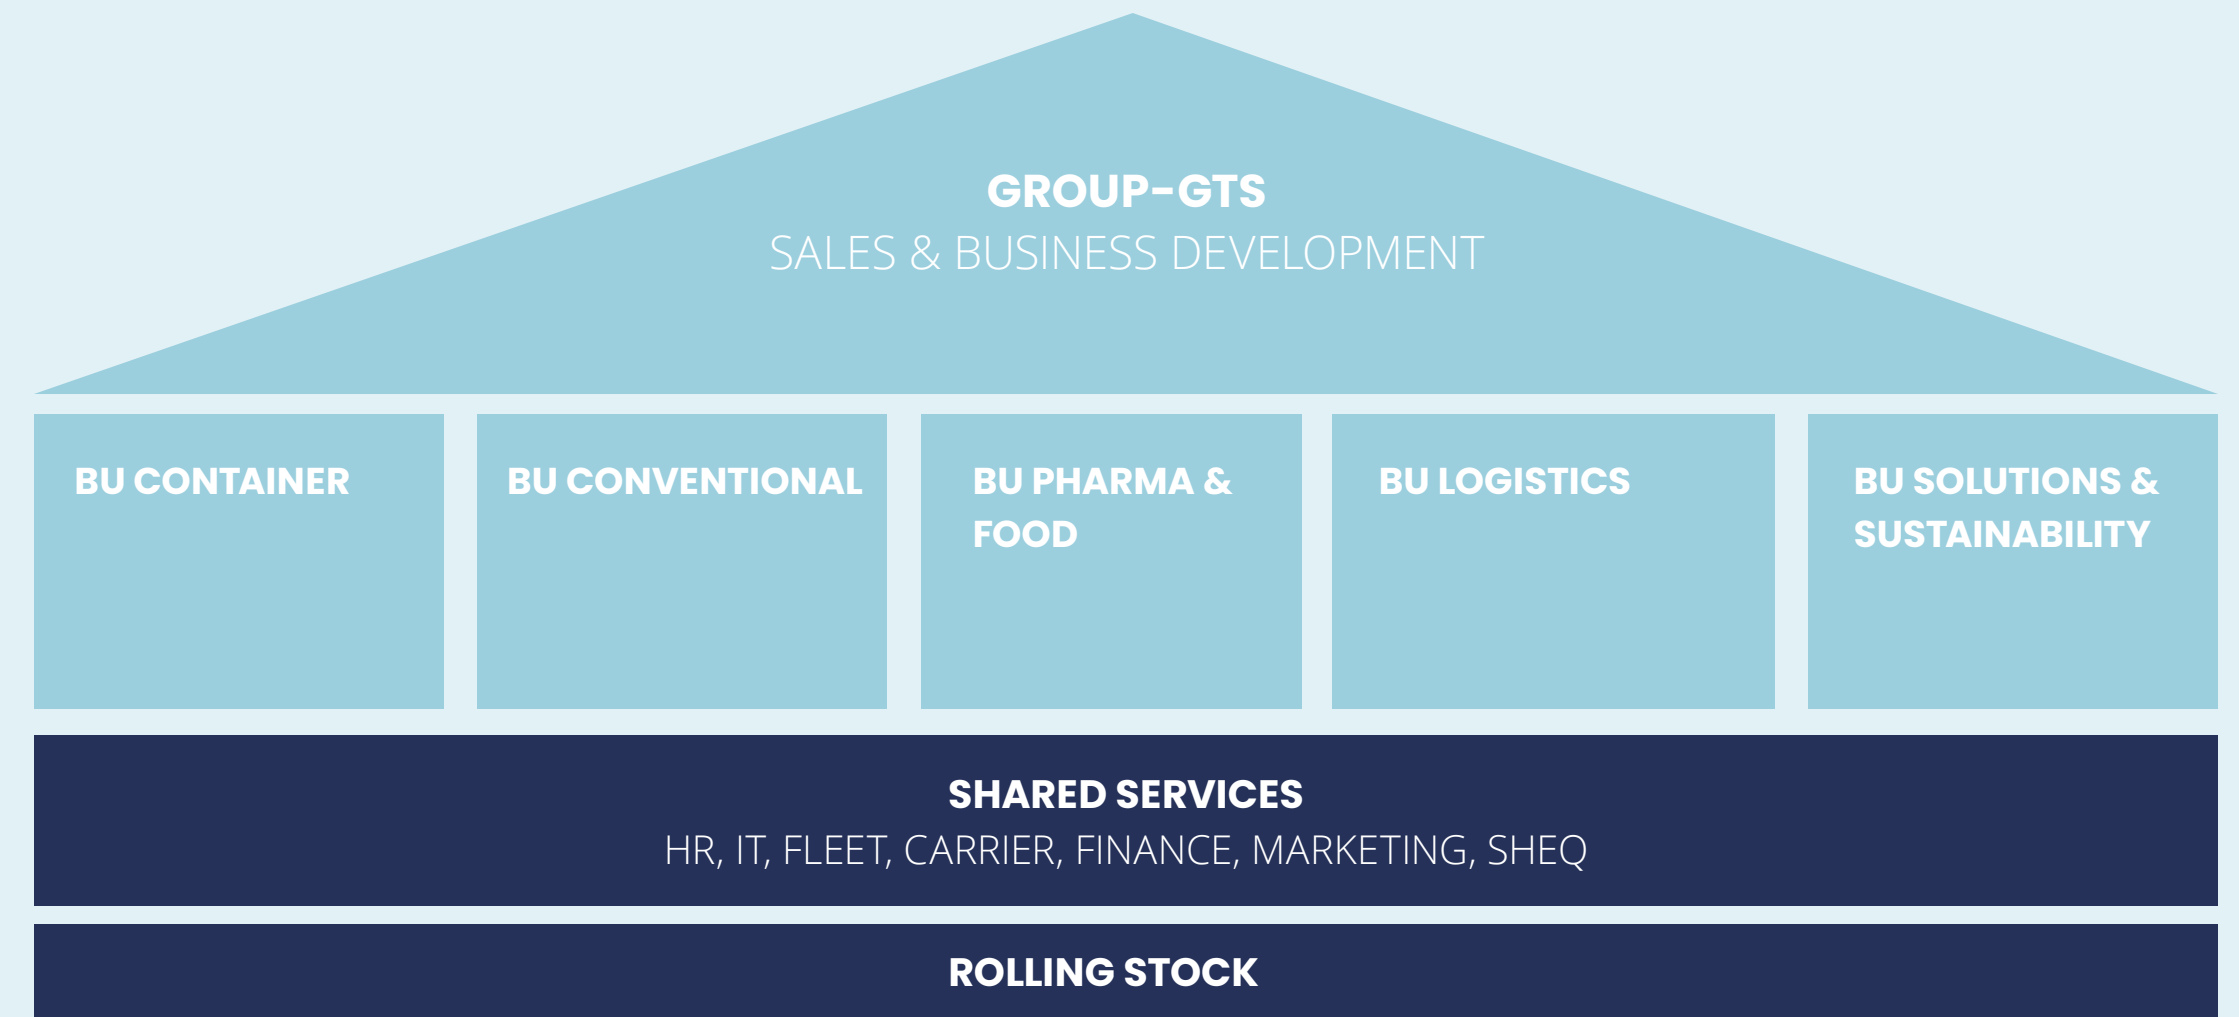 GROUP-GTS
SALES & BUSINESS DEVELOPMENT
BU CONTAINER
BU CONVENTIONAL
BU PHARMA &
FOOD
BU LOGISTICS
BU SOLUTIONS &
SUSTAINABILITY
SHARED SERVICES
HR, IT, FLEET, CARRIER, FINANCE, MARKETING, SHEQ
ROLLING STOCK